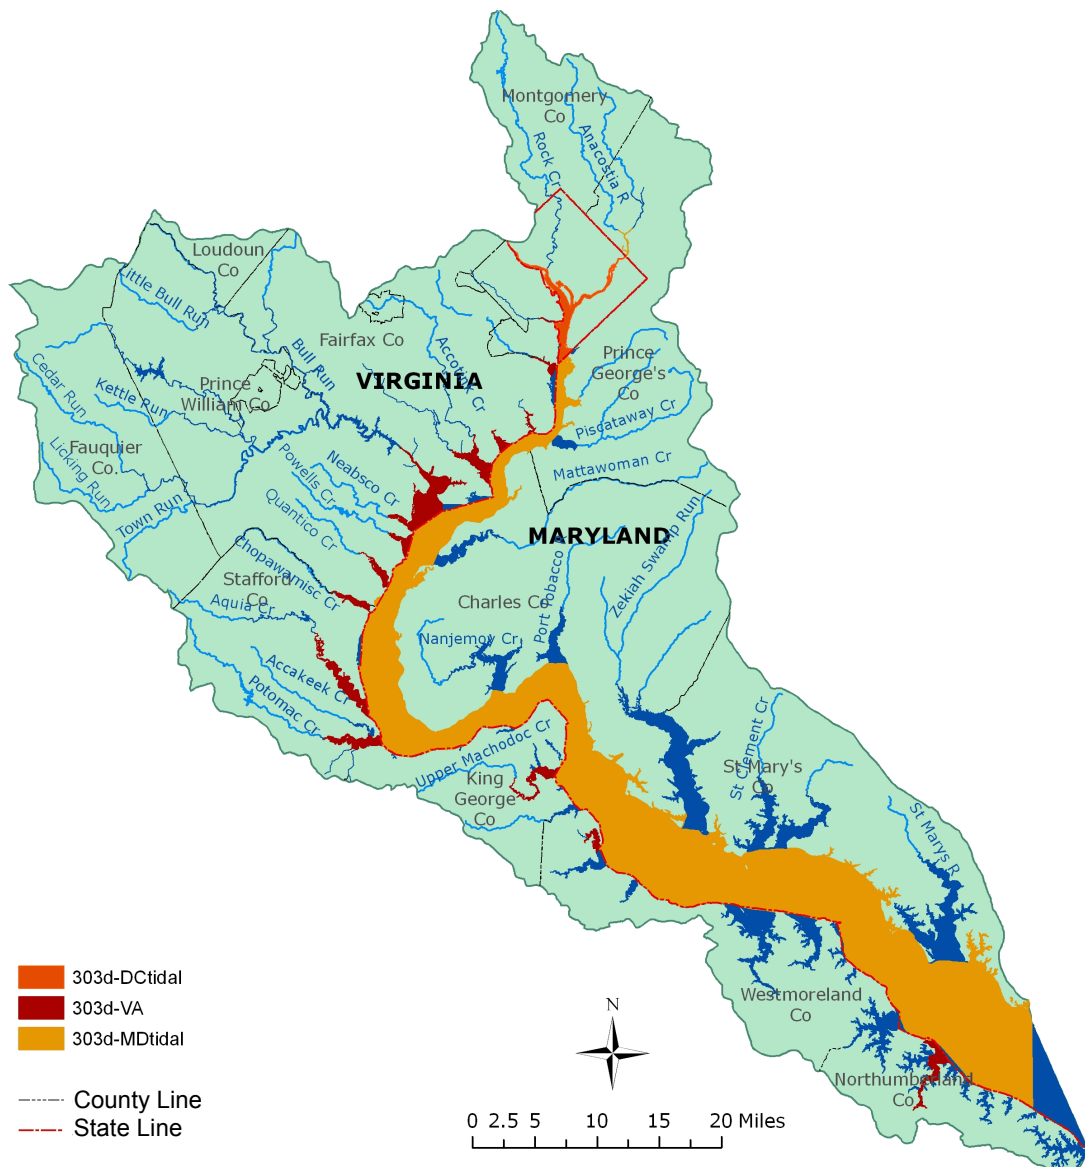 Montgomery
Co
Rock Cr
Anacostia R
Loudoun
Co
Little Bull Run
Fairfax Co
Bull Run
Accotink Cr
VIRGINIA
Prince
George's
Co
Cedar Run
Kettle Run
Prince
William Co
Piscataway Cr
Fauquier
Co.
Licking Run
Town Run
Neabsco Cr
Powells Cr
Quantico Cr
Mattawoman Cr
MARYLAND
Zekiah Swamp Run
Chopawamisc Cr
Stafford
Co
Aquia Cr
Charles Co
Port Tobacco R
Nanjemoy Cr
Accakeek Cr
Potomac Cr
Upper Machodoc Cr
King
George
Co
St Clement Cr
St Mary's
Co
St Marys R
Westmoreland
Co
Northumberland
Co
303d-DCtidal
303d-VA
303d-MDtidal
County Line
State Line
N
0 2.5 5 10 15 20 Miles